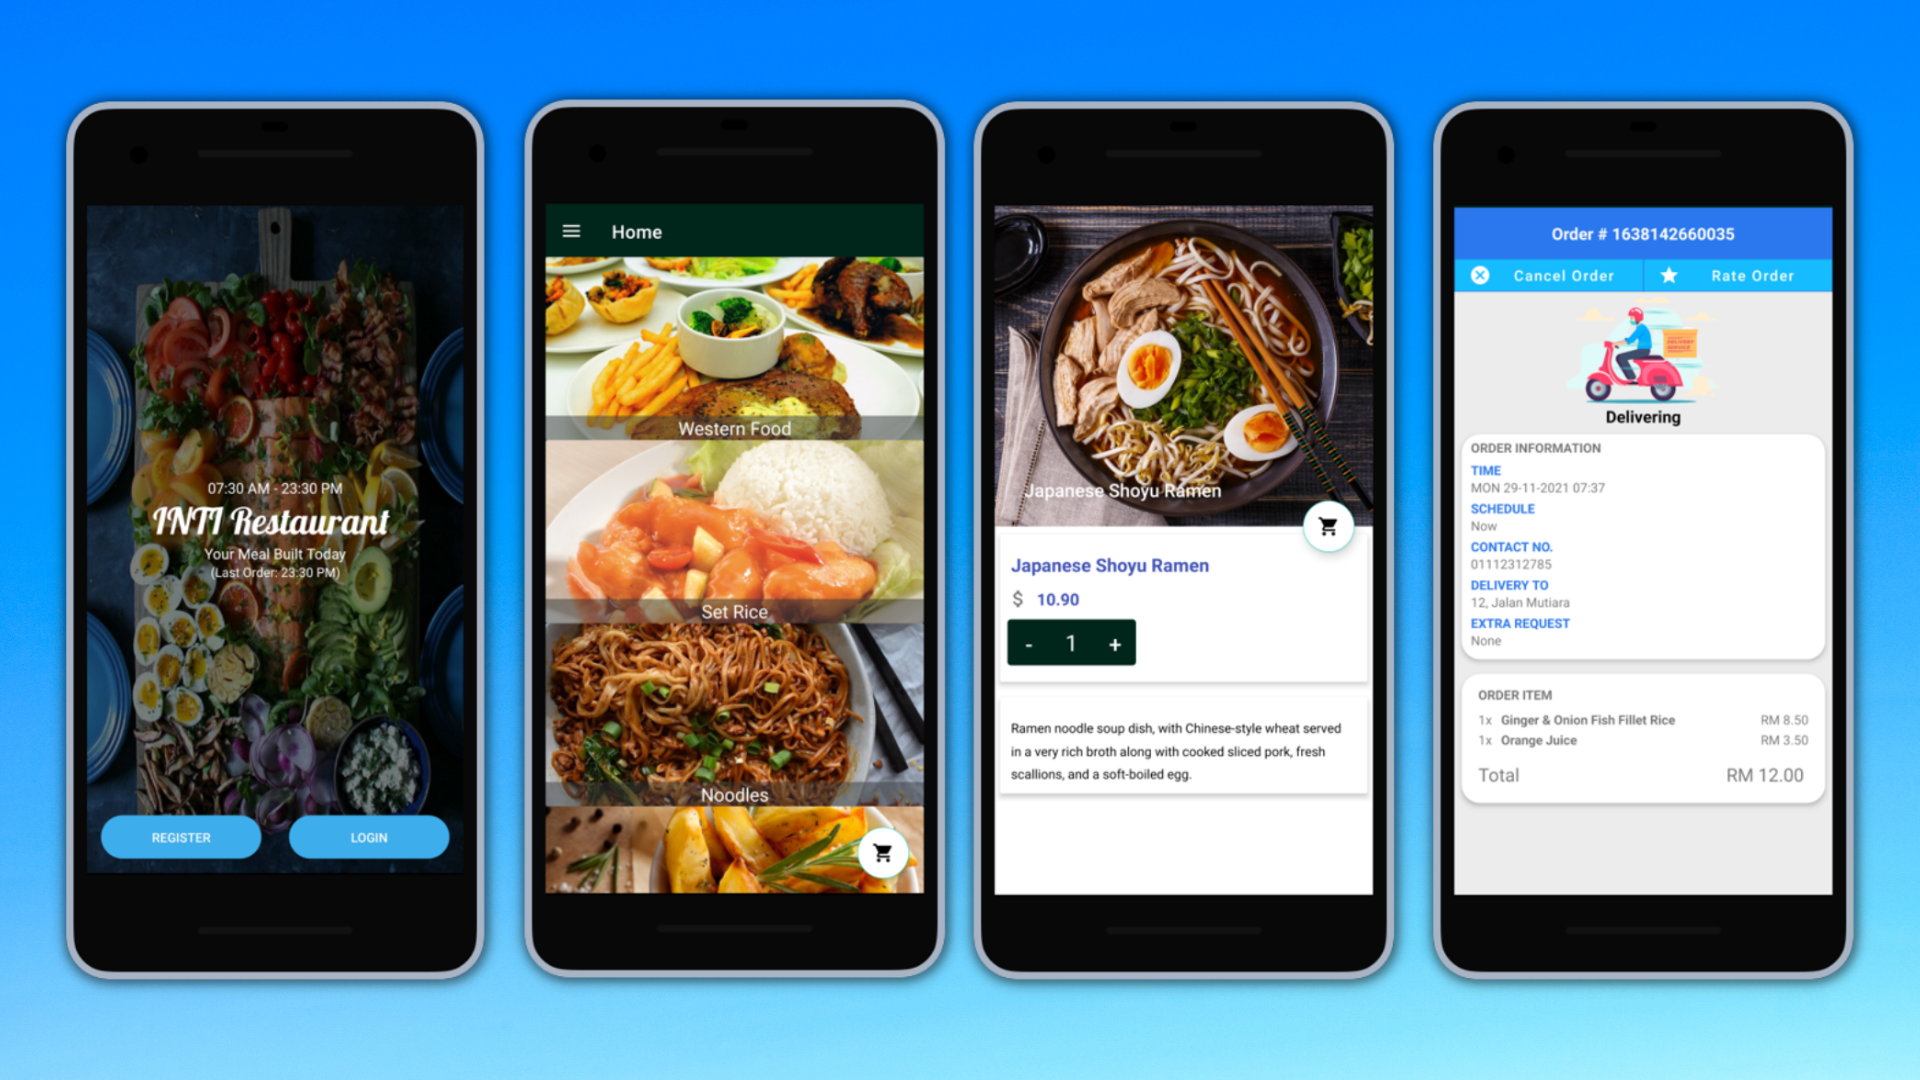 07:30 AM - 23:30 PM
INTI Restaurant
Your Meal Built Today
(Last Order: 23:30 PM)
REGISTER
LOGIN
Home
Western Food
Set Rice
Noodles
Japanese Shoyu Ramen
Japanese Shoyu Ramen
$ 10.90
- 1 +
Ramen noodle soup dish, with Chinese-style wheat served
in a very rich broth along with cooked sliced pork, fresh
scallions, and a soft-boiled egg.
Order # 1638142660035
Cancel Order
Rate Order
DELIVERY
SERVICE
Delivering
ORDER INFORMATION
TIME
MON 29-11-2021 07:37
SCHEDULE
Now
CONTACT NO.
01112312785
DELIVERY TO
12, Jalan Mutiara
EXTRA REQUEST
None
ORDER ITEM
1x Ginger & Onion Fish Fillet Rice RM 8.50
1x Orange Juice RM 3.50
Total RM 12.00